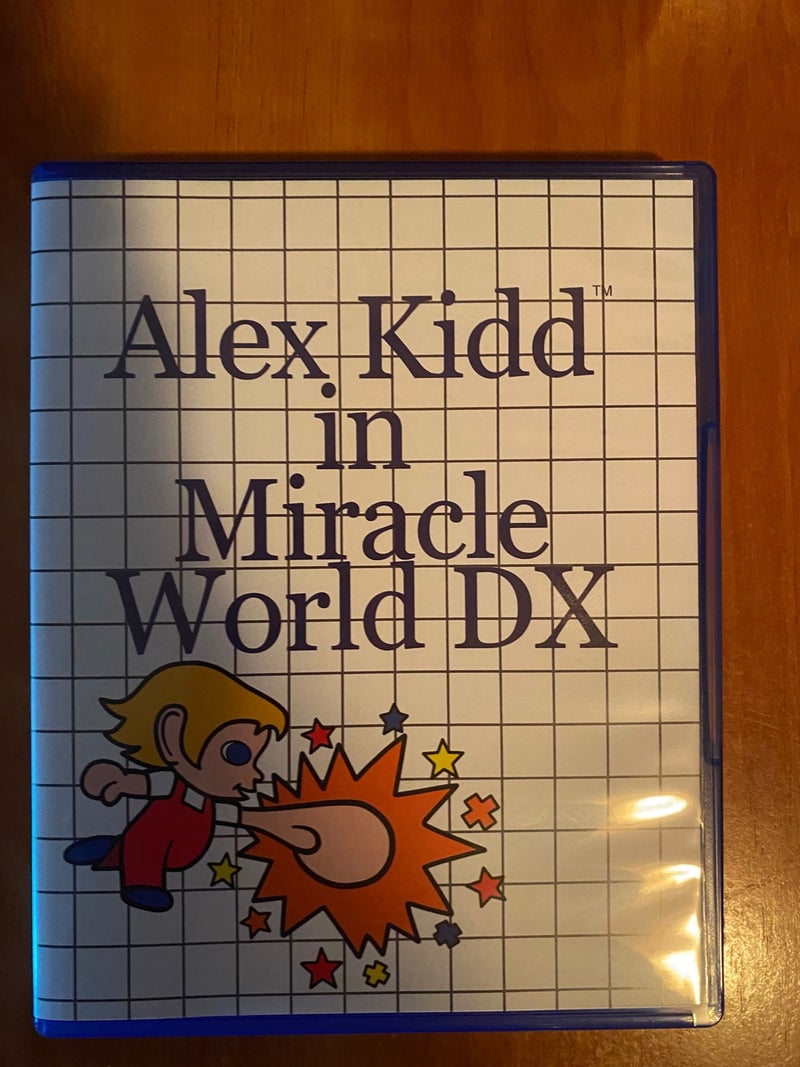 Alex Kidd™
in
Miracle
World DX